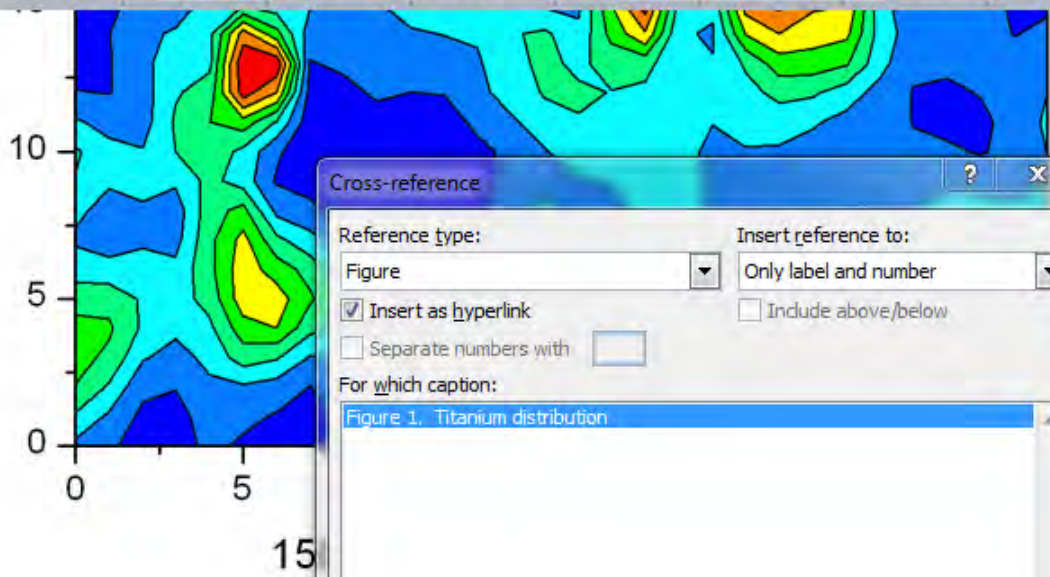 10
5
0
0
5
15
Cross-reference
?
X
Reference type:
Insert reference to:
Figure
Only label and number
Insert as hyperlink
Include above/below
Separate numbers with
For which caption:
Figure 1. Titanium distribution